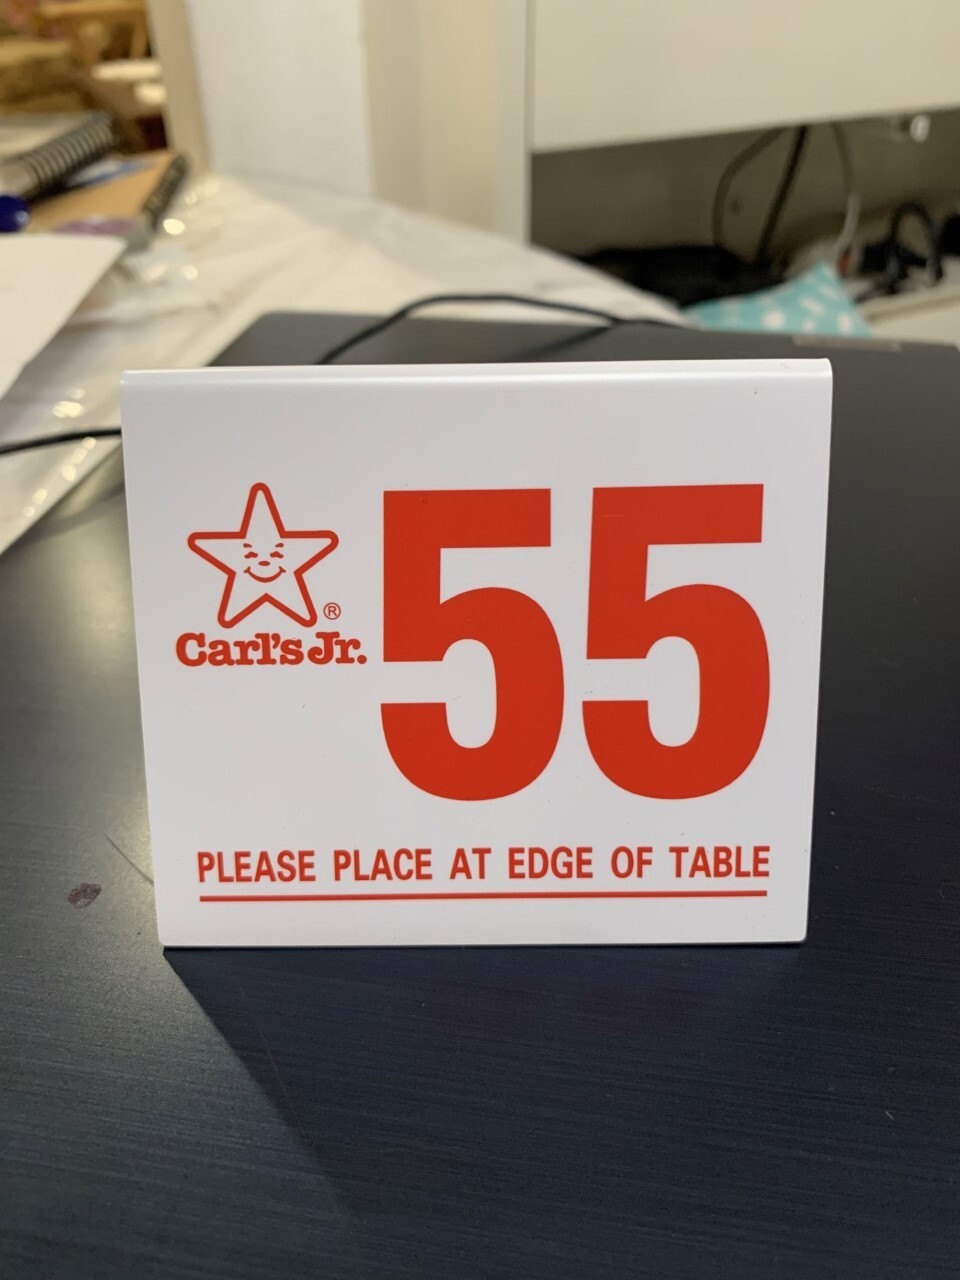 55
®
Carl's Jr.
PLEASE PLACE AT EDGE OF TABLE